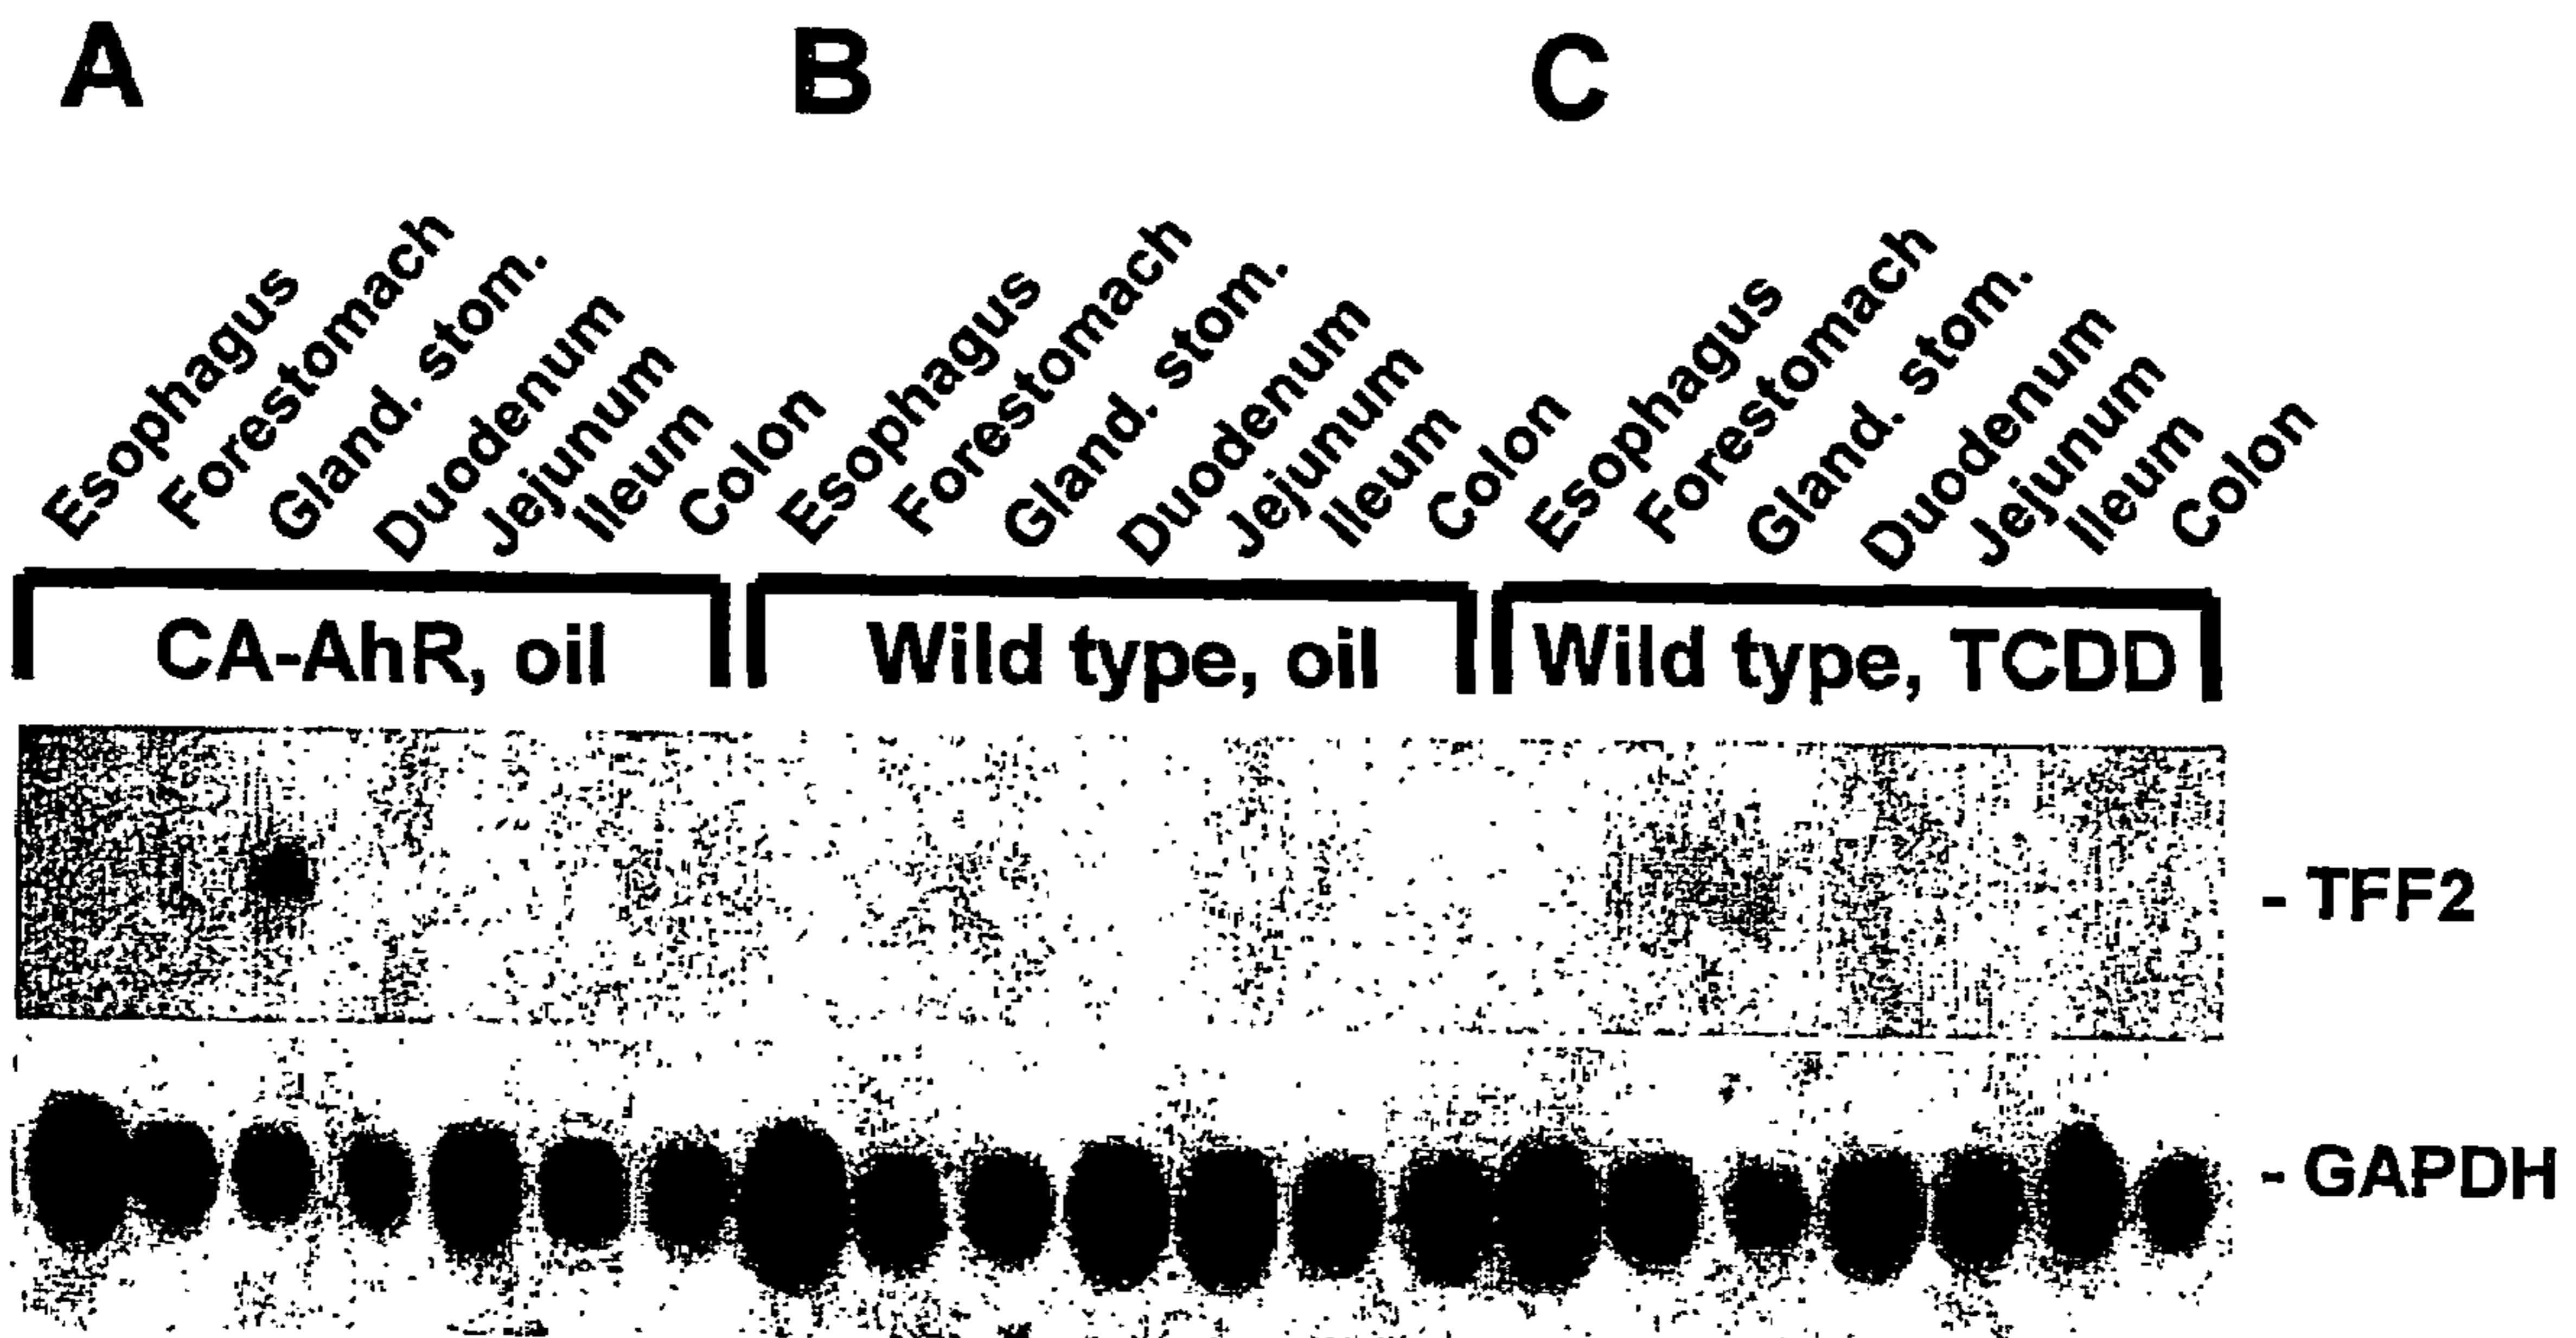 A B C
Esophagus Forestomach Gland. stom. Duodenum Jejunum Ileum Colon Esophagus Forestomach Gland. stom. Duodenum Jejunum Ileum Colon Esophagus Forestomach Gland. stom. Duodenum Jejunum Ileum Colon
CA-AhR, oil Wild type, oil Wild type, TCDD
- TFF2
- GAPDH